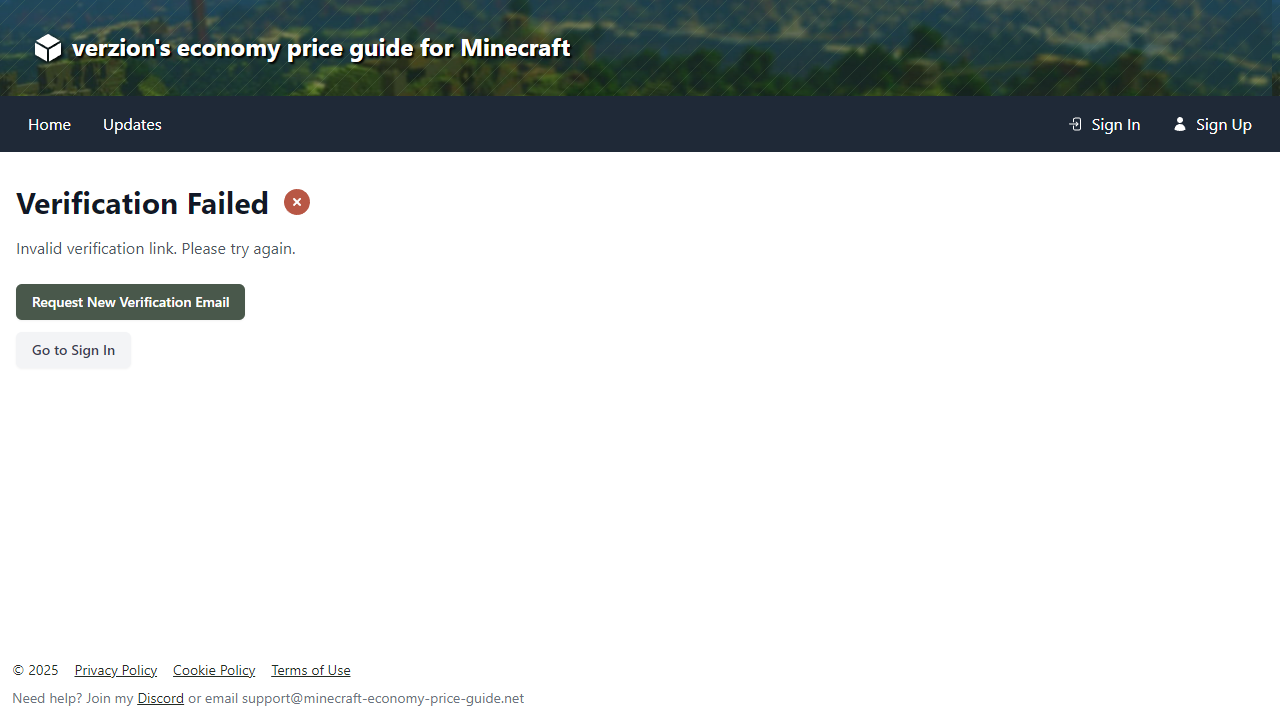 verzion's economy price guide for Minecraft
Home Updates Sign In Sign Up
Verification Failed
Invalid verification link. Please try again.
Request New Verification Email
Go to Sign In
© 2025 Privacy Policy Cookie Policy Terms of Use
Need help? Join my Discord or email support@minecraft-economy-price-guide.net